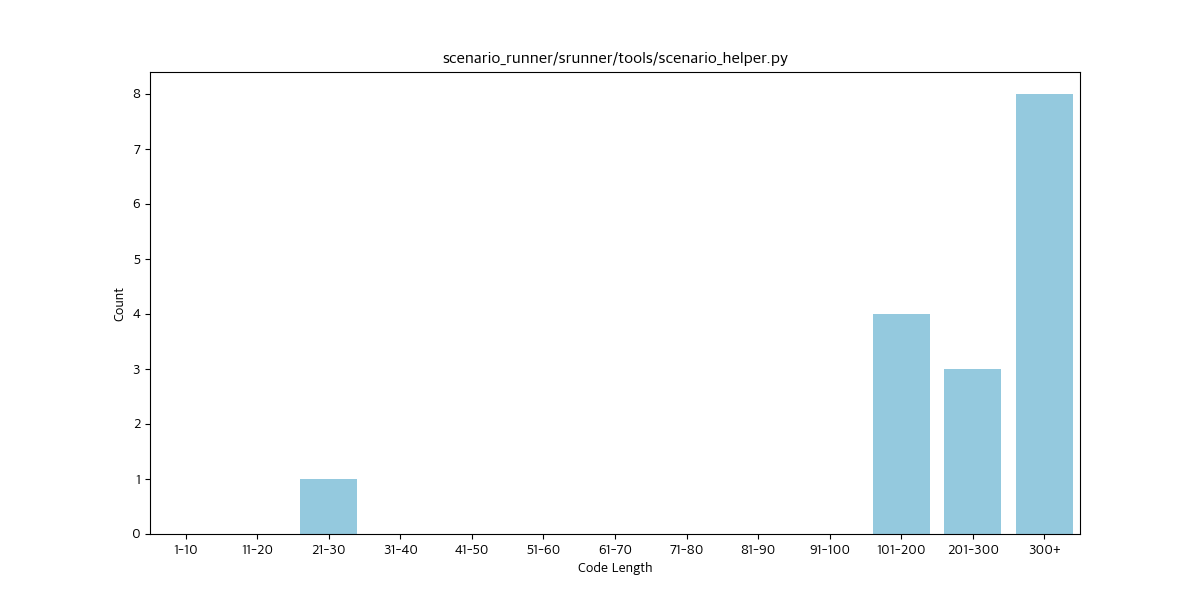 scenario_runner/srunner/tools/scenario_helper.py
8
7
6
5
4
3
2
1
0
Count
1-10 11-20 21-30 31-40 41-50 51-60 61-70 71-80 81-90 91-100 101-200 201-300 300+
Code Length